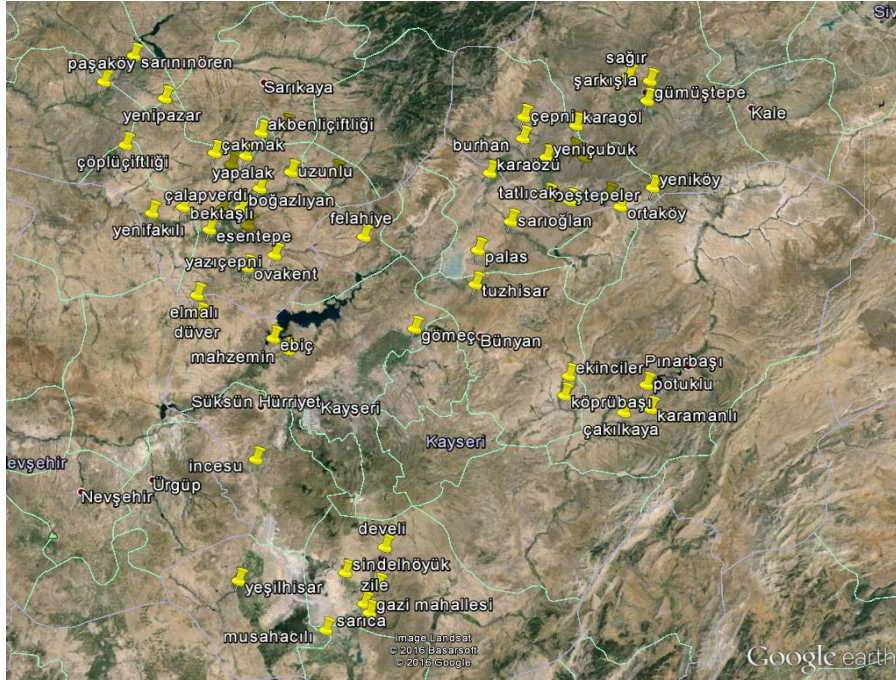 Siv
sağır
paşaköy sarınınören
şarkışla
Sarıkaya
gümüştepe
yenipazar
Kale
çepni
karagöl
akbenliçiftliği
burhan
çakmak
yeniçubuk
çöplüçiftliği
karaözü
yapalak
uzunlu
yeniköy
tatlıcak
beştepeler
çalapverdi
boğazlıyan
bektaşlı
felahiye
ortaköy
sarıoğlan
yenifakılı
esentepe
palas
yazıçepni
ovakent
tuzhisar
elmalı
düver
gömeç
Bünyan
ebiç
mahzemin
Pınarbaşı
ekinciler
potuklu
Süksün Hürriyet
Kayseri
köprübaşı
karamanlı
çakılkaya
Kayseri
incesu
evşehir
Ürgüp
Nevşehir
develi
sindelhöyük
zile
yeşilhisar
gazi mahallesi
sarıca
musahacılı
Image Landsat
© 2016 Basarsoft
© 2016 Google
Google earth